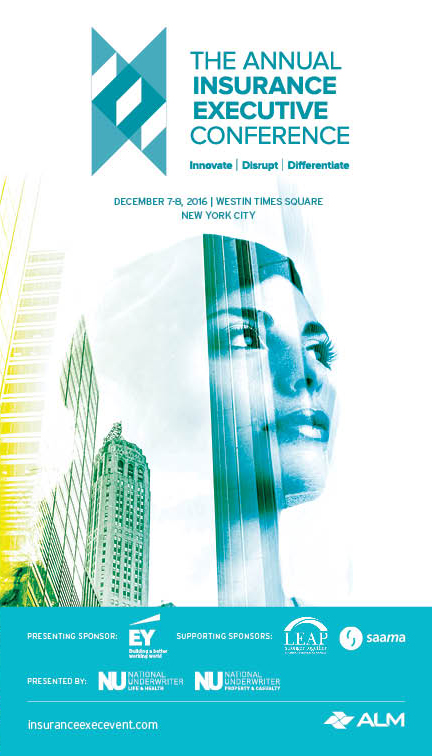 THE ANNUAL
INSURANCE
EXECUTIVE
CONFERENCE
Innovate | Disrupt | Differentiate
DECEMBER 7-8, 2016 | WESTIN TIMES SQUARE
NEW YORK CITY
PRESENTING SPONSOR:
EY
Building a better
working world
SUPPORTING SPONSORS:
LEAP
stronger together
saama
PRESENTED BY:
NU NATIONAL
UNDERWRITER
LIFE & HEALTH
NU NATIONAL
UNDERWRITER
PROPERTY & CASUALTY
insuranceexecevent.com
ALM